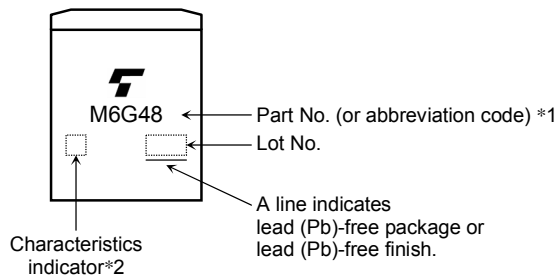 M6G48
Part No. (or abbreviation code) *1
Lot No.
A line indicates
lead (Pb)-free package or
lead (Pb)-free finish.
Characteristics
indicator*2